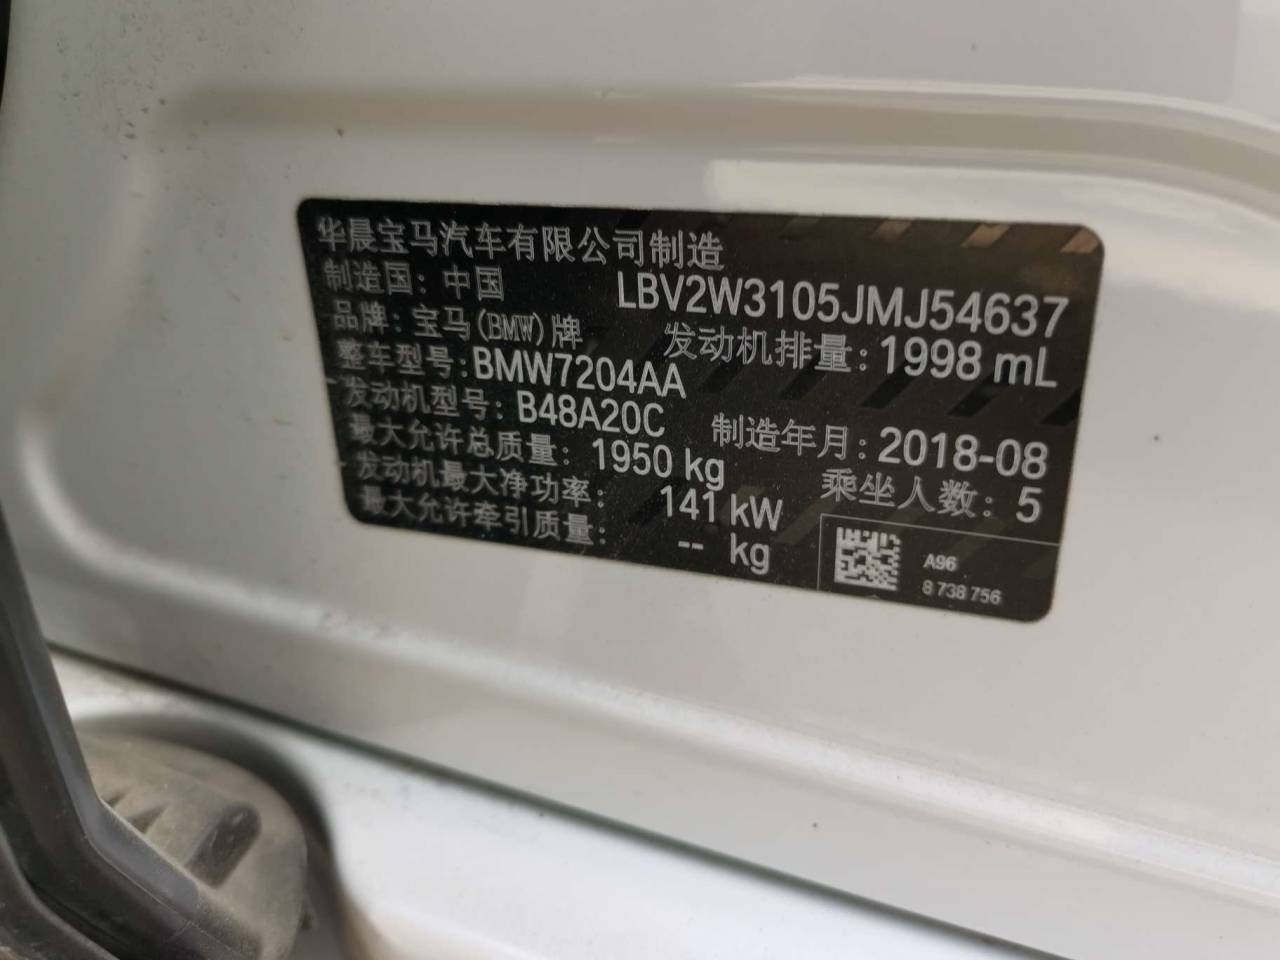 华晨宝马汽车有限公司制造
制造国：中国
LBV2W3105JMJ54637
品牌：宝马(BMW)牌
发动机排量：1998 mL
整车型号：BMW7204AA
发动机型号：B48A20C
制造年月：2018-08
最大允许总质量：1950 kg
乘坐人数：5
发动机最大净功率：141 kW
最大允许牵引质量：-- kg
A96
8 738 756